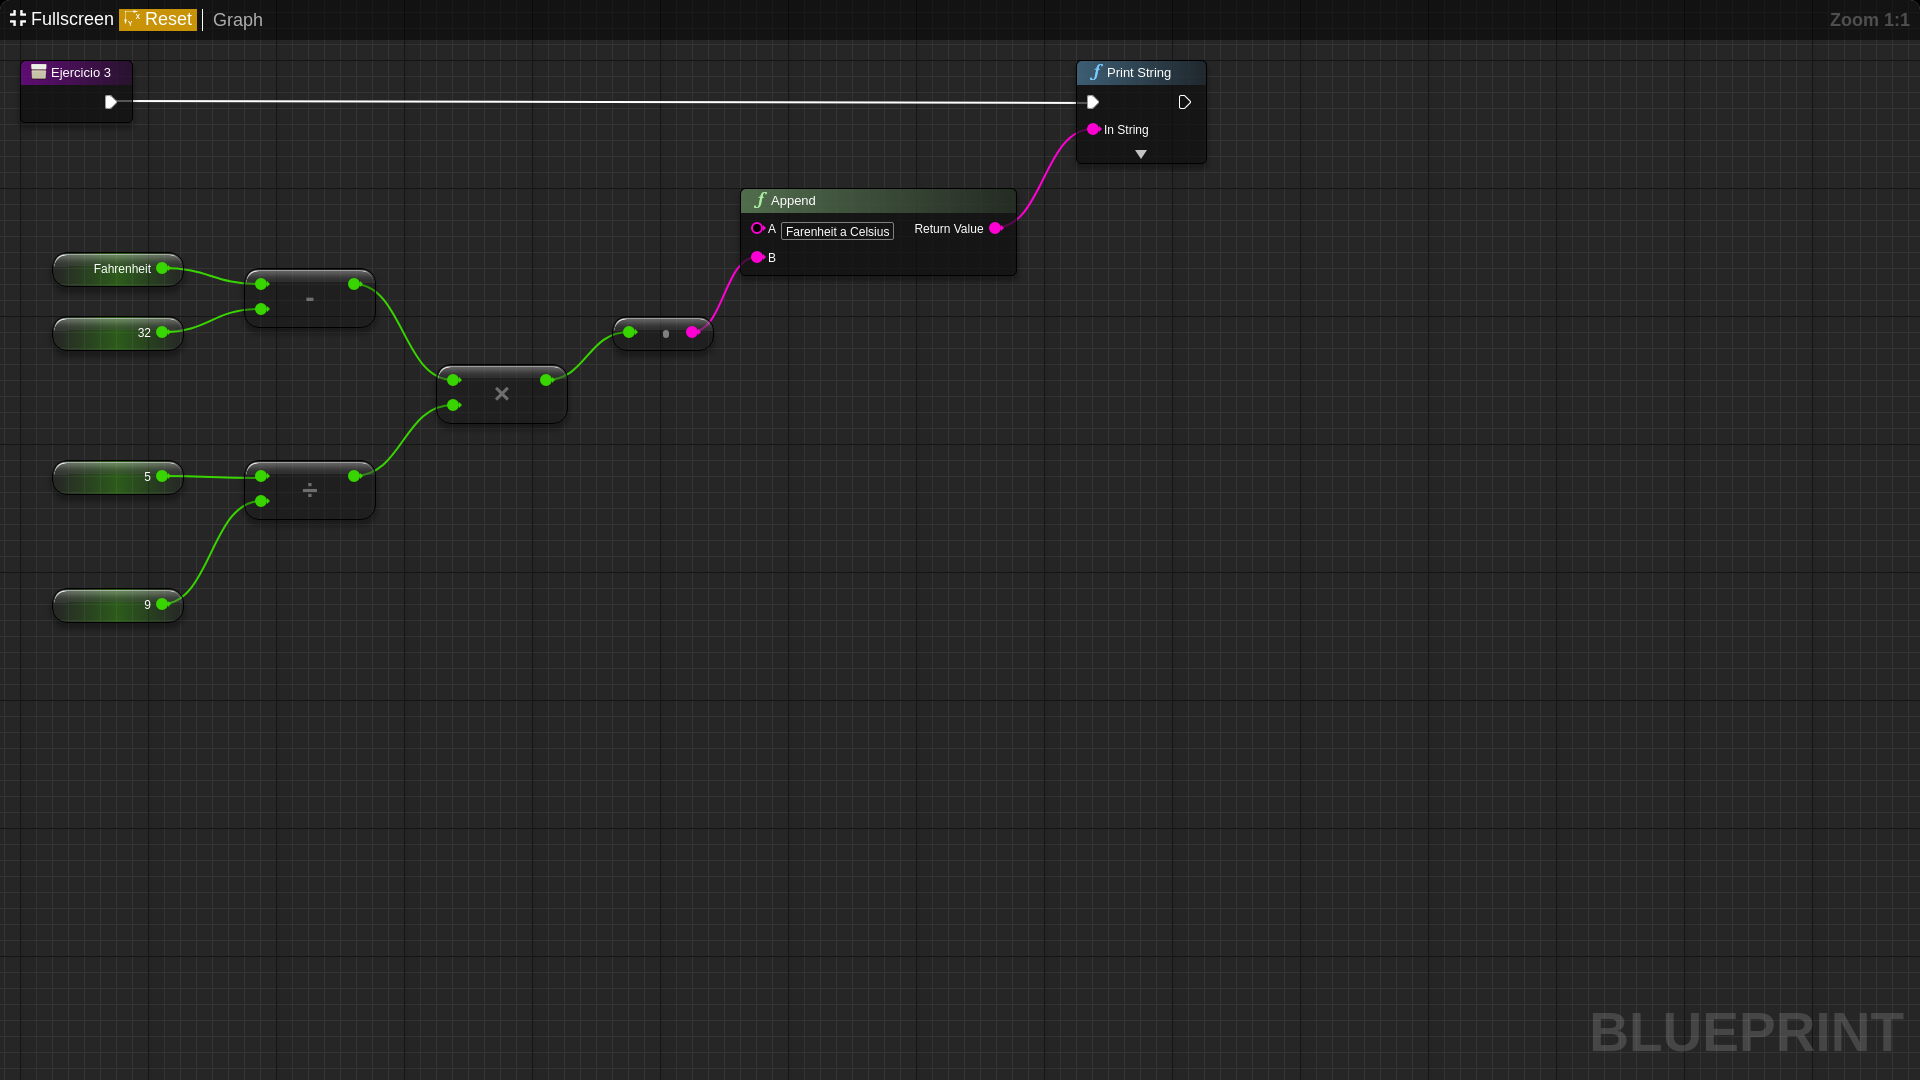 Fullscreen Reset Graph Zoom 1:1
Ejercicio 3
Print String
In String
Append
A Farenheit a Celsius Return Value
B
Fahrenheit
-
32
×
5
÷
9
BLUEPRINT